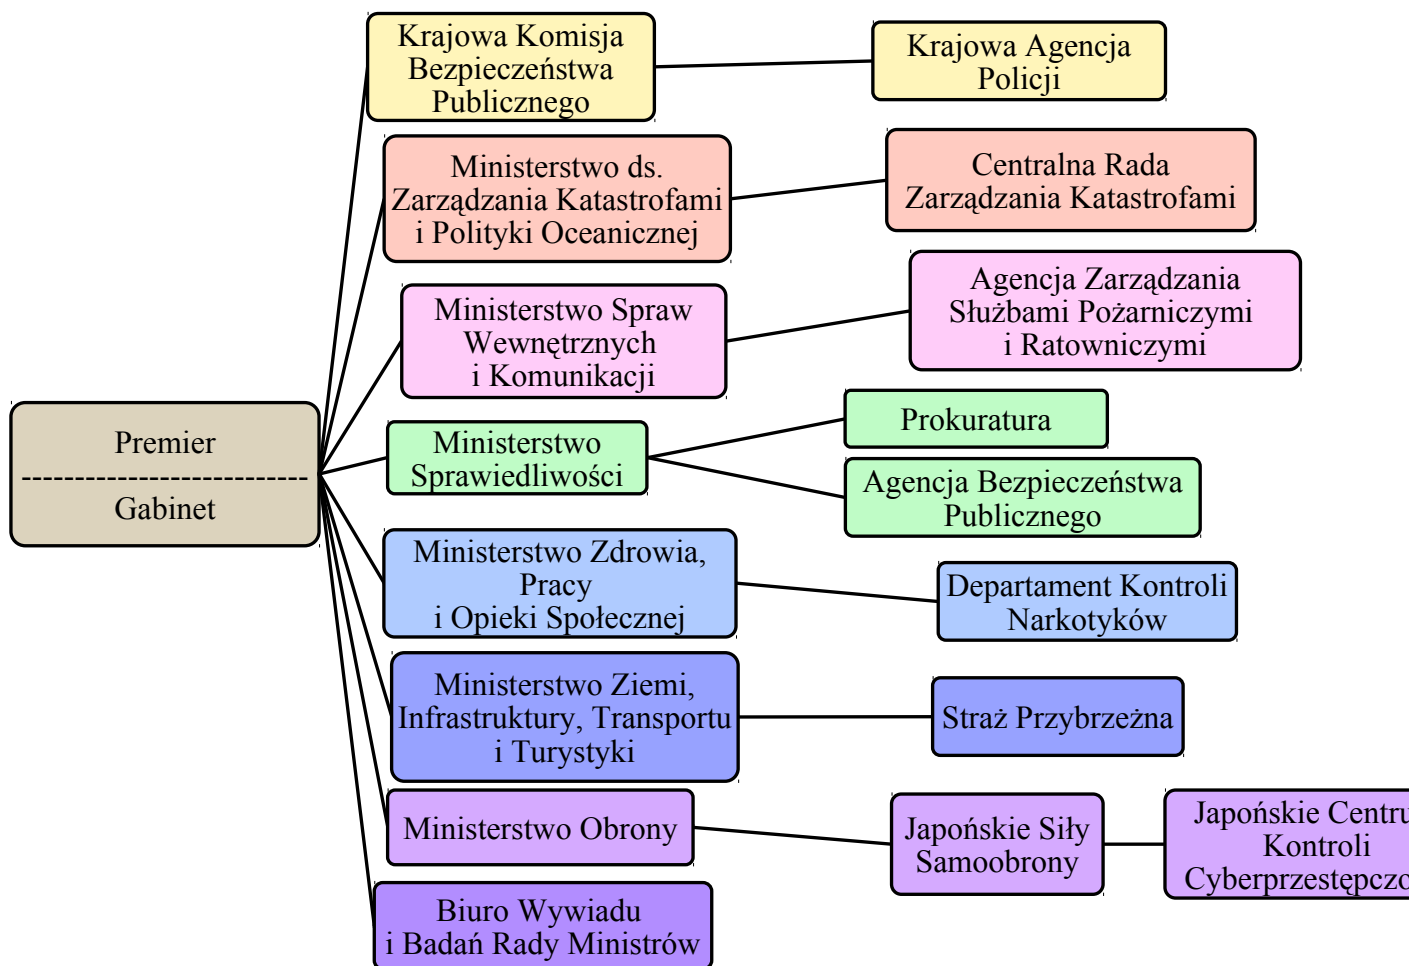 Krajowa Komisja
Bezpieczeństwa
Publicznego
Krajowa Agencja
Policji
Ministerstwo ds.
Zarządzania Katastrofami
i Polityki Oceanicznej
Centralna Rada
Zarządzania Katastrofami
Ministerstwo Spraw
Wewnętrznych
i Komunikacji
Agencja Zarządzania
Służbami Pożarniczymi
i Ratowniczymi
Premier
Gabinet
Ministerstwo
Sprawiedliwości
Prokuratura
Agencja Bezpieczeństwa
Publicznego
Ministerstwo Zdrowia,
Pracy
i Opieki Społecznej
Departament Kontroli
Narkotyków
Ministerstwo Ziemi,
Infrastruktury, Transportu
i Turystyki
Straż Przybrzeżna
Ministerstwo Obrony
Japońskie Siły
Samoobrony
Japońskie
Kontroli
Biuro Wywiadu
i Badań Rady Ministrów